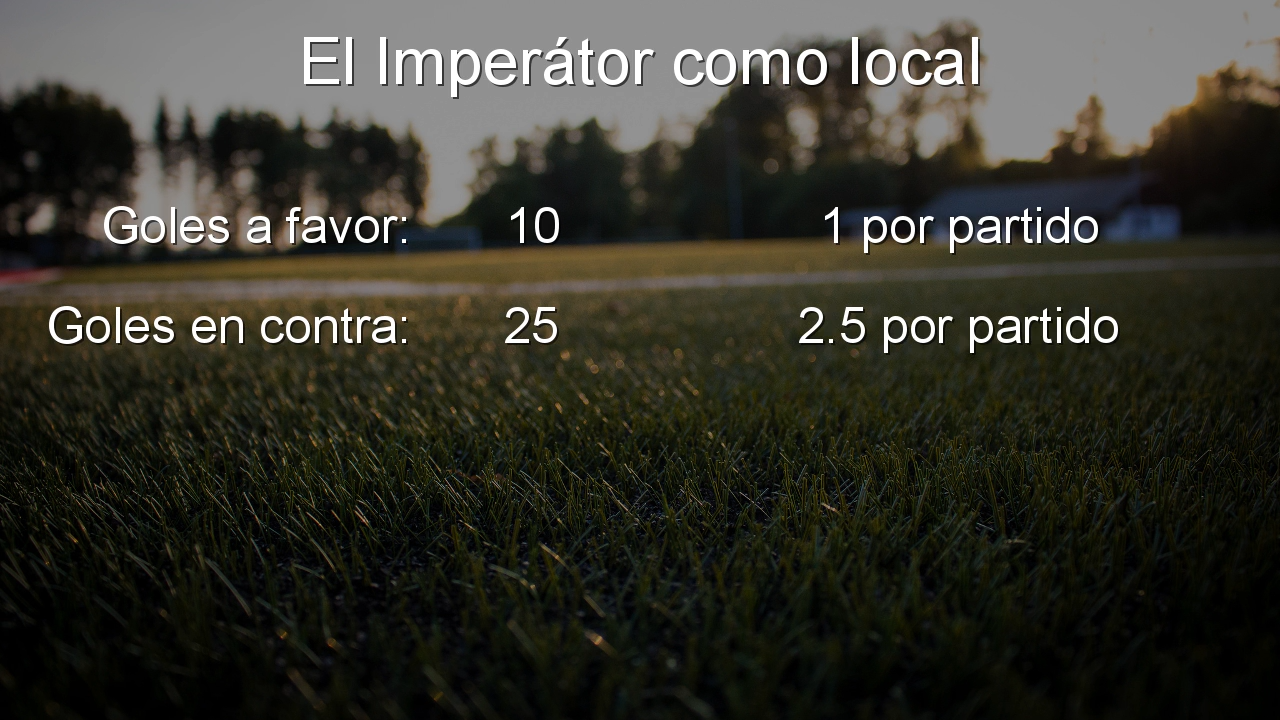 El Imperátor como local
Goles a favor: 10 1 por partido
Goles en contra: 25 2.5 por partido